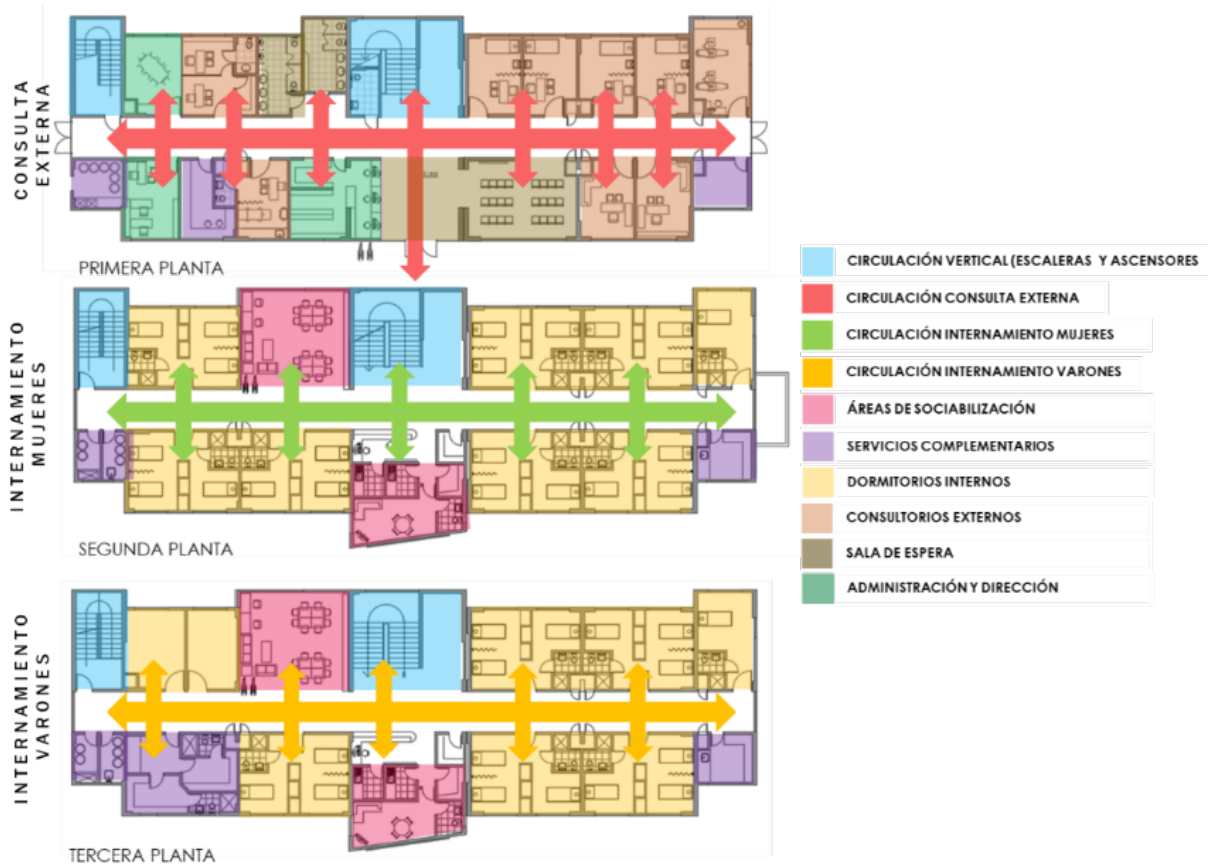 CONSULTA
EXTERNA
PRIMERA PLANTA
INTERNAMIENTO
MUJERES
SEGUNDA PLANTA
INTERNAMIENTO
VARONES
TERCERA PLANTA
CIRCULACIÓN VERTICAL (ESCALERAS Y ASCENSORES
CIRCULACIÓN CONSULTA EXTERNA
CIRCULACIÓN INTERNAMIENTO MUJERES
CIRCULACIÓN INTERNAMIENTO VARONES
ÁREAS DE SOCIABILIZACIÓN
SERVICIOS COMPLEMENTARIOS
DORMITORIOS INTERNOS
CONSULTORIOS EXTERNOS
SALA DE ESPERA
ADMINISTRACIÓN Y DIRECCIÓN